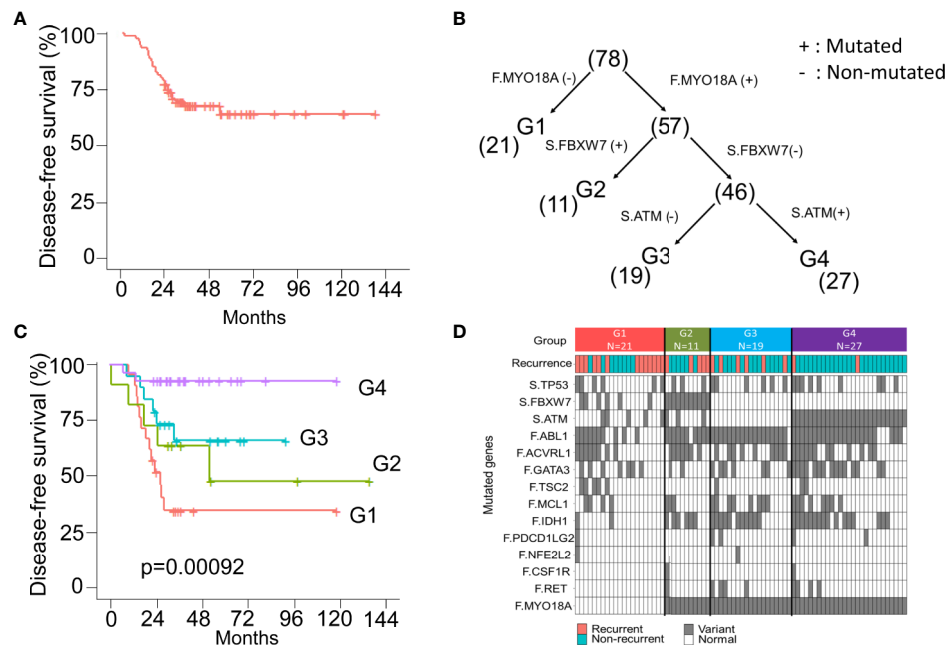 A
Disease-free survival (%)
100
75
50
25
0
0 24 48 72 96 120 144
Months
B
+ : Mutated
- : Non-mutated
(78)
F.MYO18A (-)
F.MYO18A (+)
G1
(21)
(57)
S.FBXW7 (+)
S.FBXW7(-)
G2
(11)
(46)
S.ATM (-)
S.ATM(+)
G3
(19)
G4
(27)
C
Disease-free survival (%)
100
75
50
25
0
G4
G3
G2
G1
p=0.00092
0 24 48 72 96 120 144
Months
D
Group
G1
N=21
G2
N=11
G3
N=19
G4
N=27
Recurrence
Mutated genes
S.TP53
S.FBXW7
S.ATM
F.ABL1
F.ACVRL1
F.GATA3
F.TSC2
F.MCL1
F.IDH1
F.PDCD1LG2
F.NFE2L2
F.CSF1R
F.RET
F.MYO18A
Recurrent
Non-recurrent
Variant
Normal